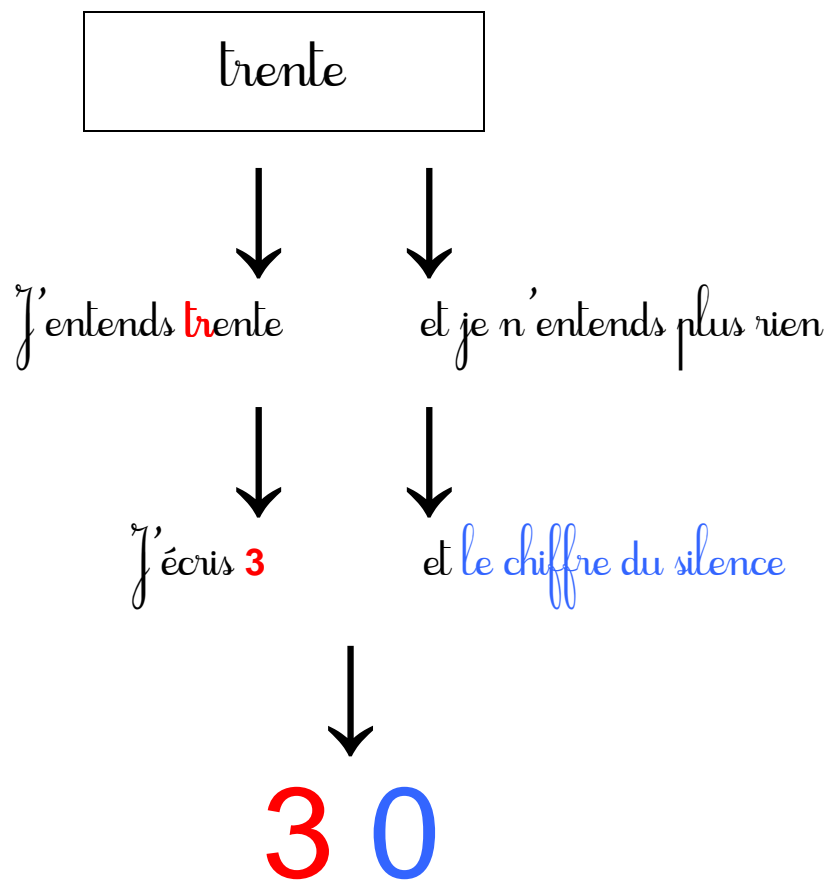 trente
J'entends trente et je n'entends plus rien
J'écris 3 et le chiffre du silence
3 0